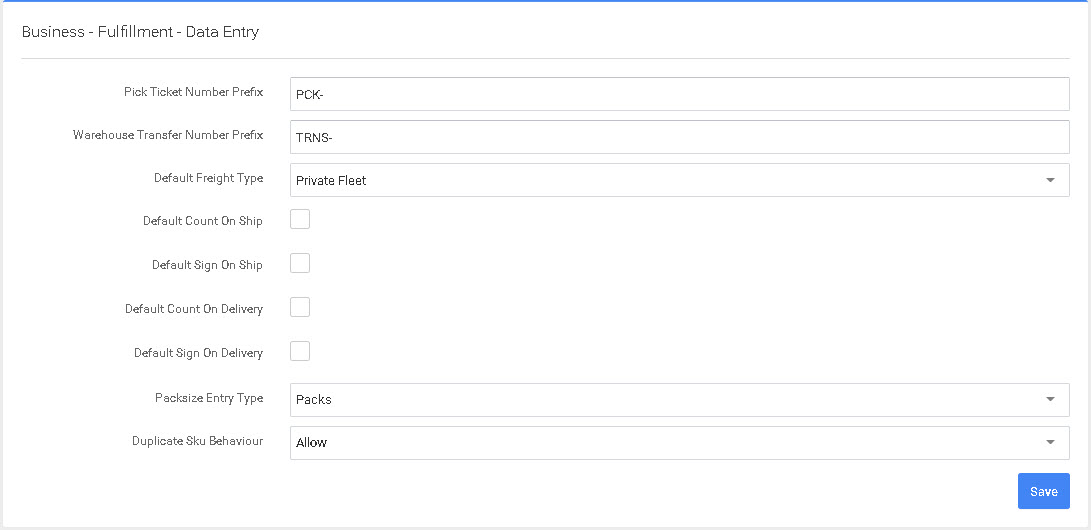 Business - Fulfillment - Data Entry
Pick Ticket Number Prefix PCK-
Warehouse Transfer Number Prefix TRNS-
Default Freight Type Private Fleet
Default Count On Ship
Default Sign On Ship
Default Count On Delivery
Default Sign On Delivery
Packsize Entry Type Packs
Duplicate Sku Behaviour Allow
Save